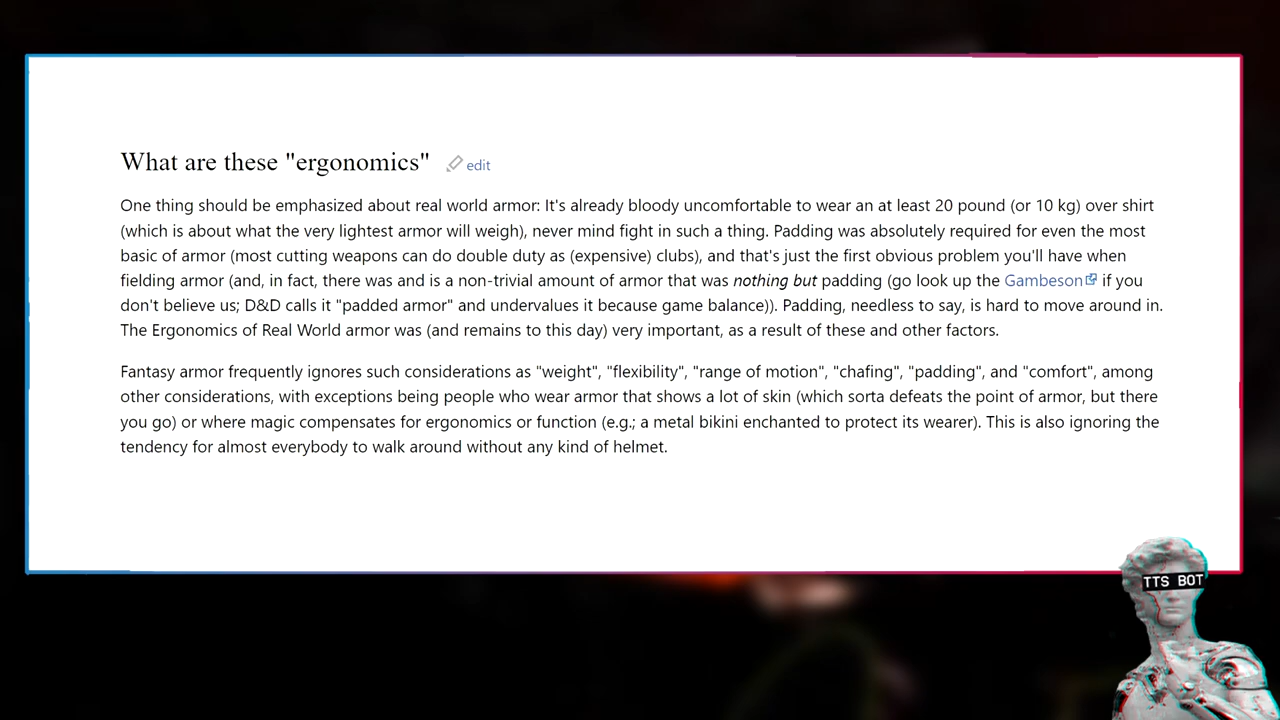 What are these "ergonomics" edit
One thing should be emphasized about real world armor: It's already bloody uncomfortable to wear an at least 20 pound (or 10 kg) over shirt
(which is about what the very lightest armor will weigh), never mind fight in such a thing. Padding was absolutely required for even the most
basic of armor (most cutting weapons can do double duty as (expensive) clubs), and that's just the first obvious problem you'll have when
fielding armor (and, in fact, there was and is a non-trivial amount of armor that was nothing but padding (go look up the Gambeson if you
don't believe us; D&D calls it "padded armor" and undervalues it because game balance)). Padding, needless to say, is hard to move around in.
The Ergonomics of Real World armor was (and remains to this day) very important, as a result of these and other factors.
Fantasy armor frequently ignores such considerations as "weight", "flexibility", "range of motion", "chafing", "padding", and "comfort", among
other considerations, with exceptions being people who wear armor that shows a lot of skin (which sorta defeats the point of armor, but there
you go) or where magic compensates for ergonomics or function (e.g.; a metal bikini enchanted to protect its wearer). This is also ignoring the
tendency for almost everybody to walk around without any kind of helmet.
TTS BOT